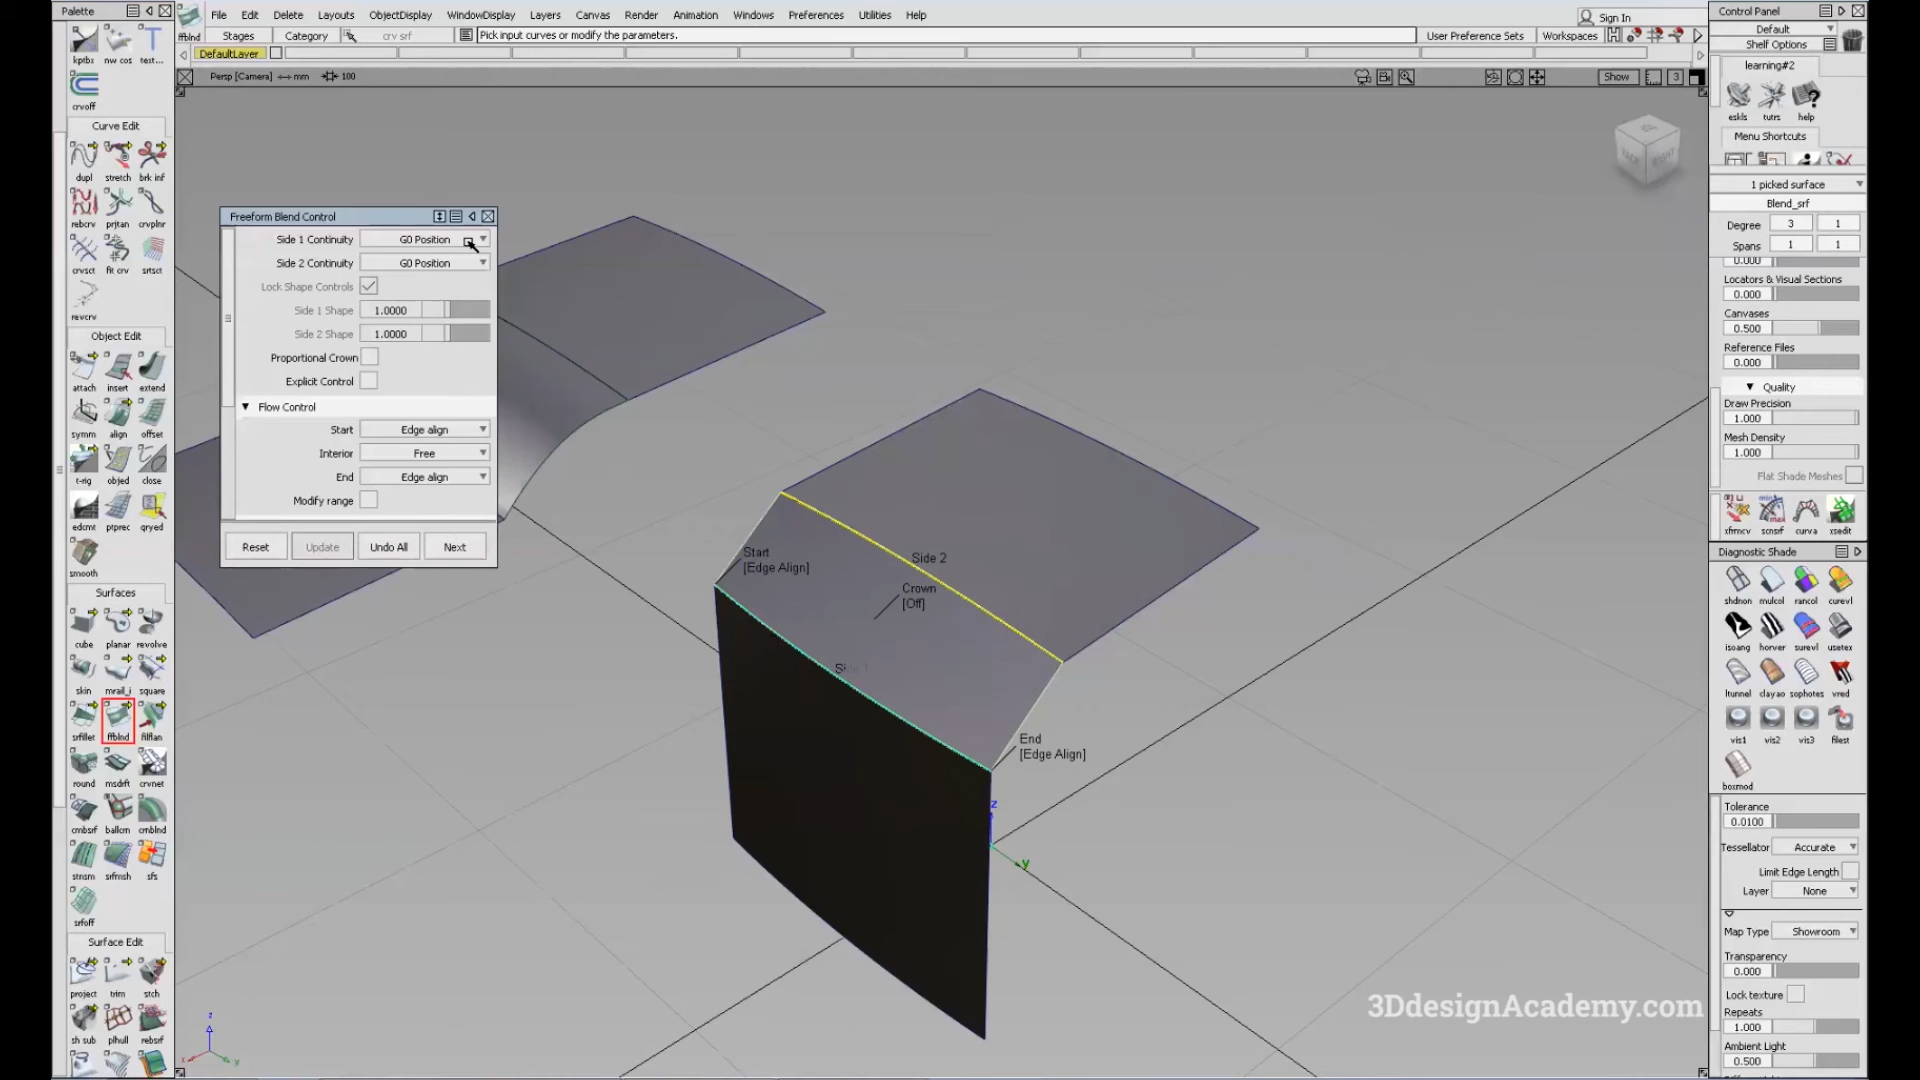 Palette
File Edit Delete Layouts ObjectDisplay WindowDisplay Layers Canvas Render Animation Windows Preferences Utilities Help
Sign In
ffblnd Stages Category crv srf Pick input curves or modify the parameters. User Preference Sets Workspaces
DefaultLayer
Persp [Camera] mm 100 Show 3
kptbx nw cos text...
crvoff
Curve Edit
dupl stretch brk inf
rebcrv prjtan crvplnr
crvsct fit crv srtsct
revcrv
Object Edit
attach insert extend
symm align offset
t-rig objed close
edcmt ptprec qryed
smooth
Surfaces
cube planar revolve
skin mrail_i square
srfillet ffblnd filflan
round msdrft crvnet
cmbsrf ballcrn cmblnd
stnsrn srfmsh sfs
srfoff
Surface Edit
project trim stch
sh sub plhull rebsrf
Freeform Blend Control
Side 1 Continuity G0 Position
Side 2 Continuity G0 Position
Lock Shape Controls
Side 1 Shape 1.0000
Side 2 Shape 1.0000
Proportional Crown
Explicit Control
Flow Control
Start Edge align
Interior Free
End Edge align
Modify range
Reset Update Undo All Next
BACK RIGHT
Start
[Edge Align]
Side 2
Crown
[Off]
End
[Edge Align]
z
y
z
x
y
3DdesignAcademy.com
Control Panel
Default
Shelf Options
learning#2
eskls tutrs help
Menu Shortcuts
1 picked surface
Blend_srf
Degree 3 1
Spans 1 1
0.000
Locators & Visual Sections
0.000
Canvases
0.500
Reference Files
0.000
Quality
Draw Precision
1.000
Mesh Density
1.000
Flat Shade Meshes
xfrmcv scnsrf curva xsedit
Diagnostic Shade
shdnon mulcol rancol curevl
isoang horver surevl usetex
ltunnel clayao sophotes vred
vis1 vis2 vis3 filest
boxmod
Tolerance
0.0100
Tessellator Accurate
Limit Edge Length
Layer None
Map Type Showroom
Transparency
0.000
Lock texture
Repeats
1.000
Ambient Light
0.500